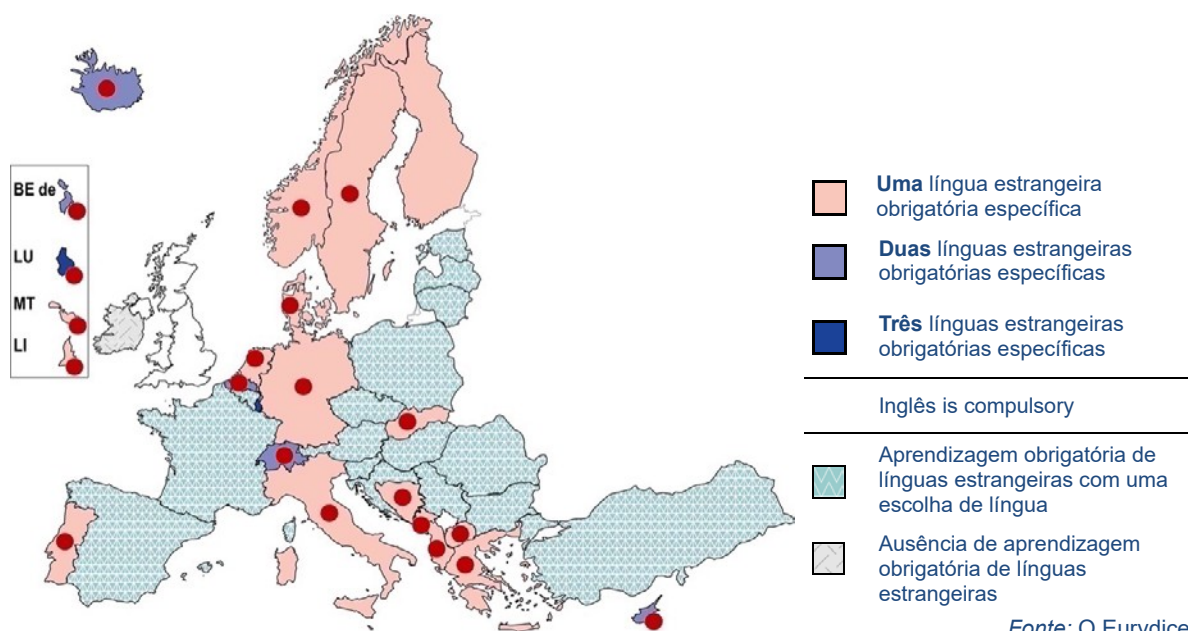 BE de
LU
MT
LI
Uma língua estrangeira
obrigatória específica
Duas línguas estrangeiras
obrigatórias específicas
Três línguas estrangeiras
obrigatórias específicas
Inglês is compulsory
Aprendizagem obrigatória de
línguas estrangeiras com uma
escolha de língua
Ausência de aprendizagem
obrigatória de línguas
estrangeiras
Fonte: O Eurydice